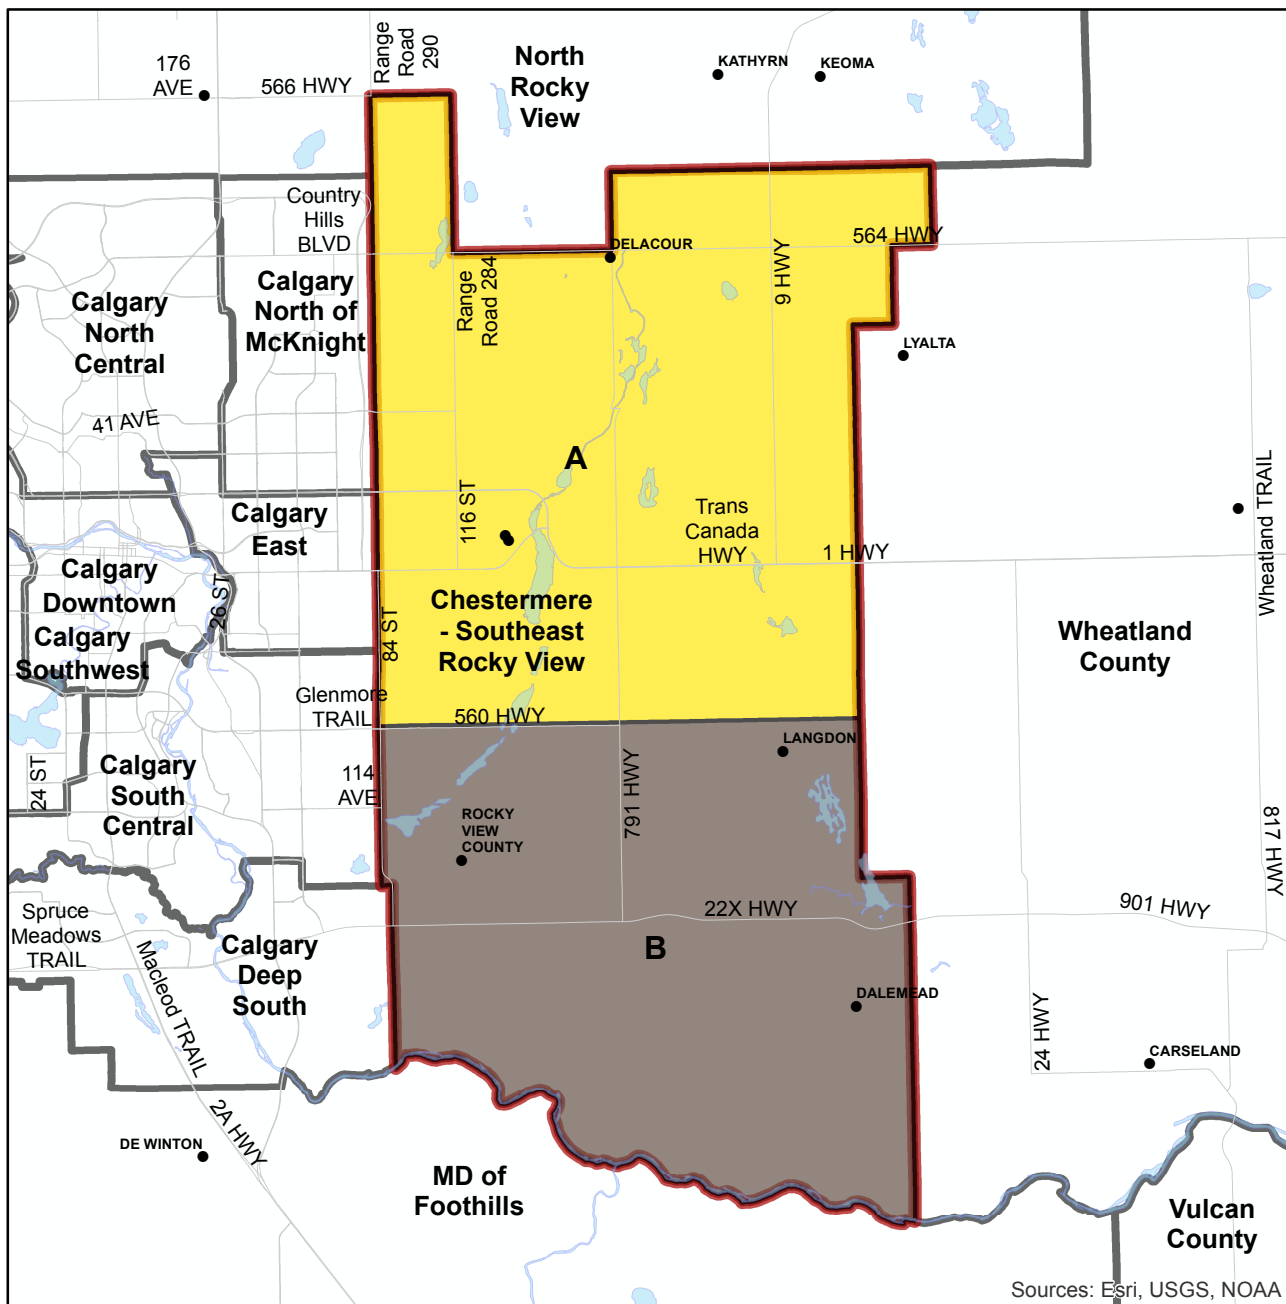 Range
Road
290
176
AVE
566 HWY
North
Rocky
View
KATHYRN
KEOMA
Country
Hills
BLVD
DELACOUR
564 HWY
9 HWY
Range
Road 284
Calgary
North
Central
Calgary
North of
McKnight
LYALTA
41 AVE
A
116 ST
Trans
Canada
HWY
1 HWY
Wheatland TRAIL
Calgary
East
Calgary
Downtown
26 ST
Calgary
Southwest
84 ST
Chestermere
- Southeast
Rocky View
Wheatland
County
Glenmore
TRAIL
560 HWY
LANGDON
24 ST
Calgary
South
Central
114
AVE
791 HWY
ROCKY
VIEW
COUNTY
817 HWY
Spruce
Meadows
TRAIL
22X HWY
901 HWY
Macleod TRAIL
Calgary
Deep
South
B
DALEMEAD
24 HWY
CARSELAND
2A HWY
DE WINTON
MD of
Foothills
Vulcan
County
Sources: Esri, USGS, NOAA